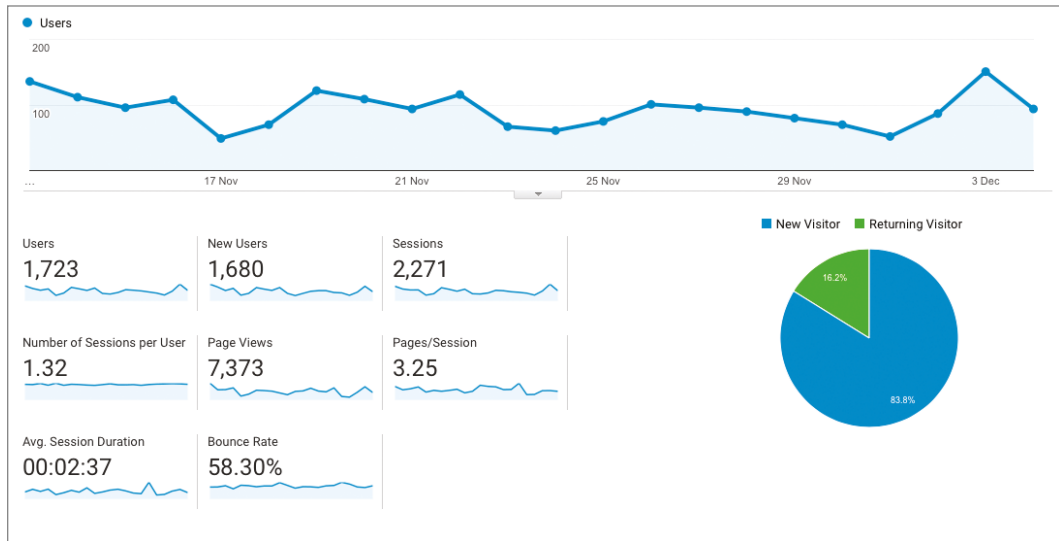 Users
200
100
... 17 Nov 21 Nov 25 Nov 29 Nov 3 Dec
New Visitor Returning Visitor
Users New Users Sessions
1,723 1,680 2,271
16.2%
Number of Sessions per User Page Views Pages/Session
1.32 7,373 3.25
83.8%
Avg. Session Duration Bounce Rate
00:02:37 58.30%